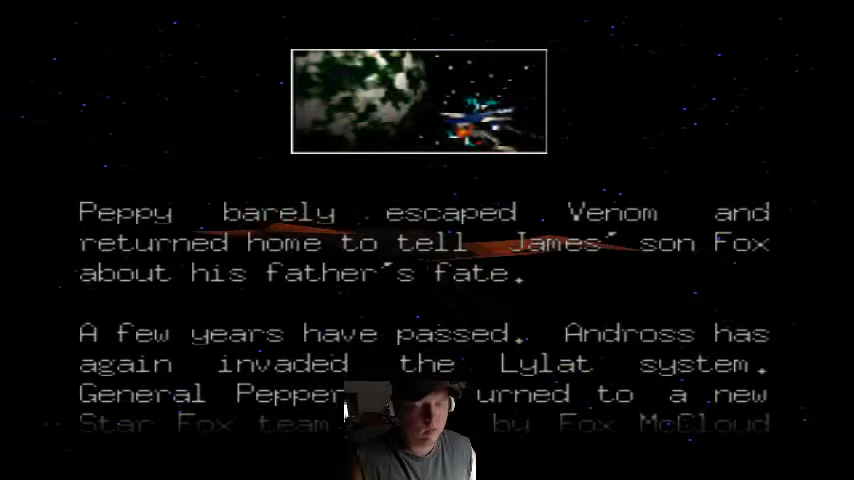 Peppy barely escaped Venom and
returned home to tell James' son Fox
about his father's fate.
A few years have passed. Andross has
again invaded the Lylat system.
General Pepper urned to a new
Star Fox team by Fox McCloud